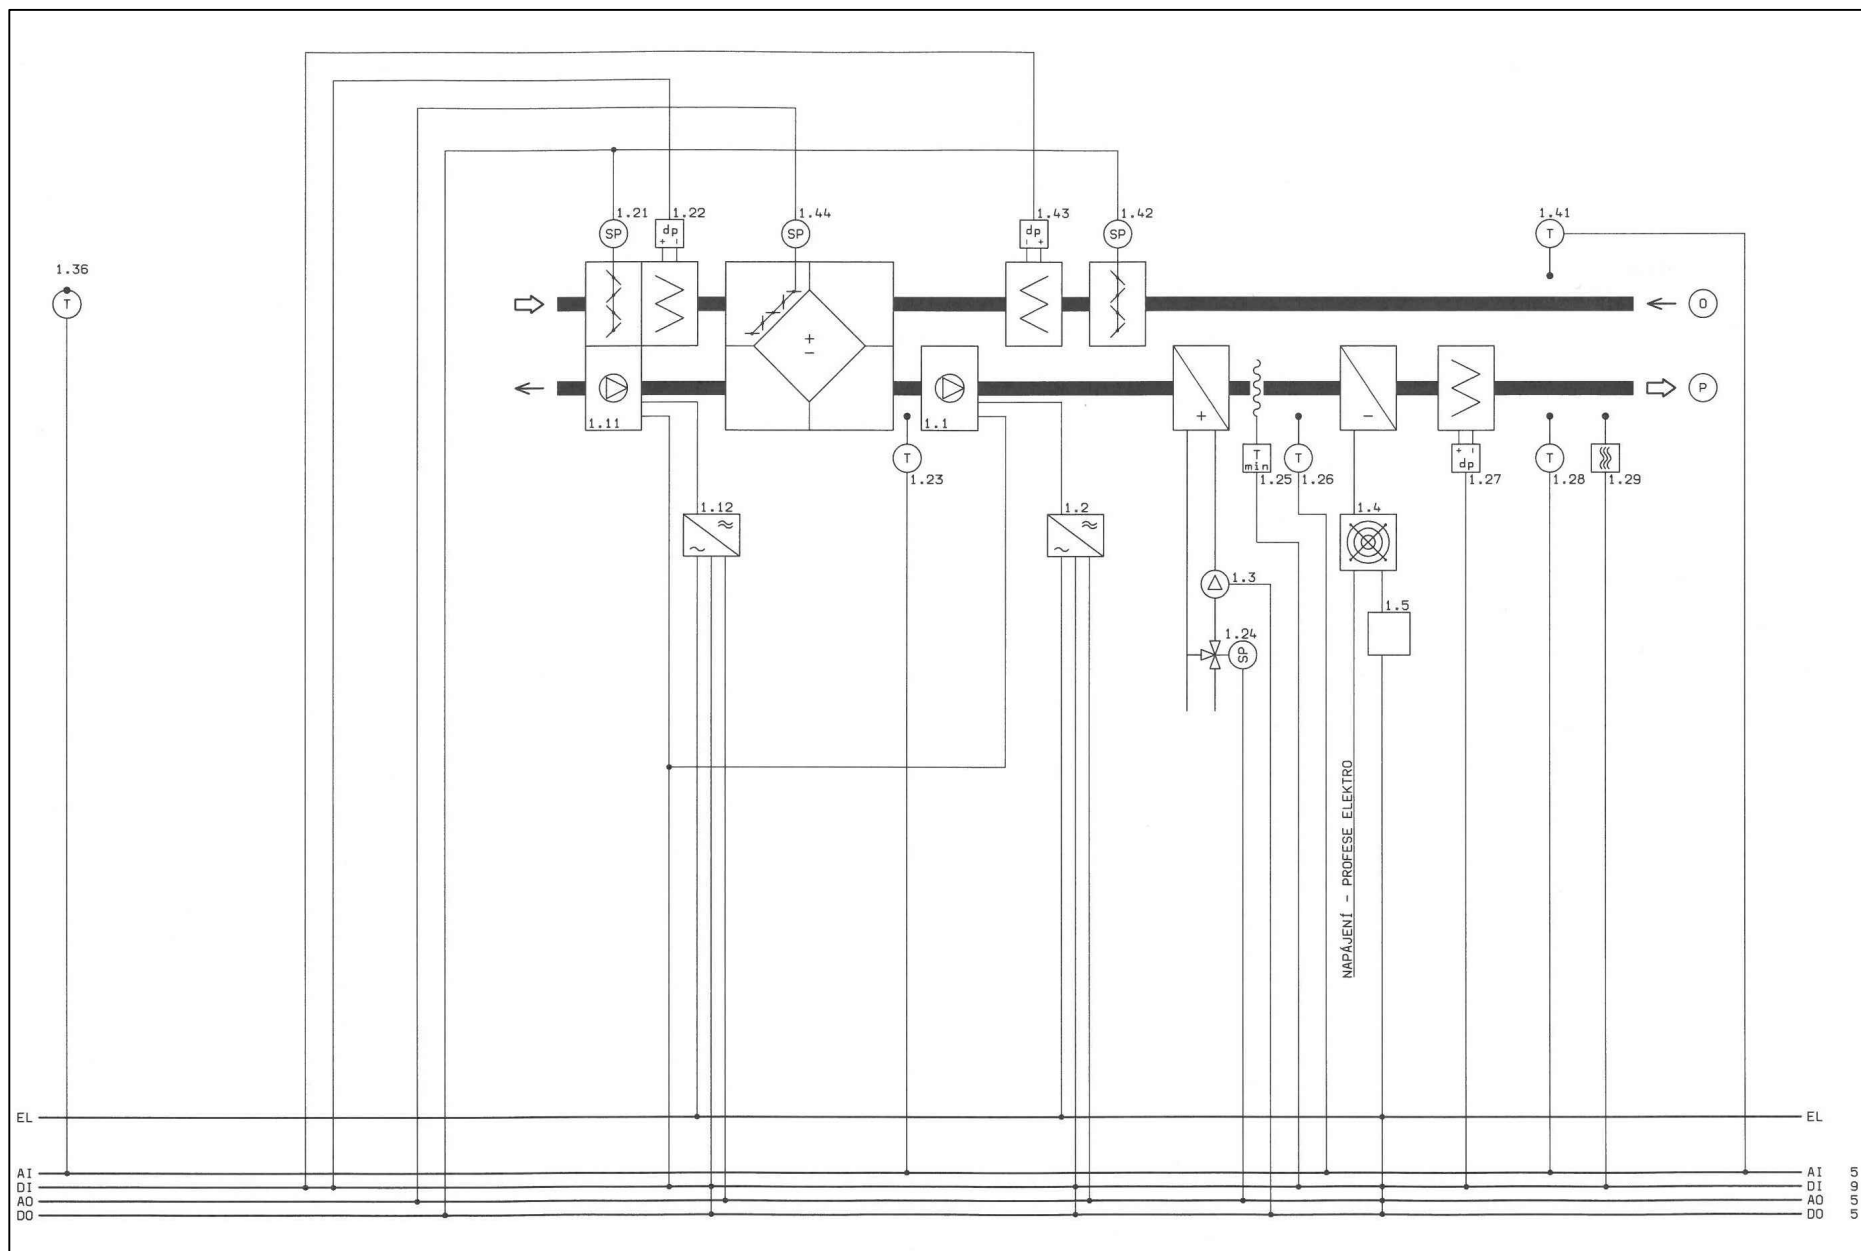 1.21
1.22
1.44
1.43
1.42
1.41
SP
dp
+ -
SP
dp
- +
SP
T
1.36
T
O
+
-
P
1.11
1.1
+
-
T
T
min
T
+ -
dp
T
1.23
1.25
1.26
1.27
1.28
1.29
1.12
1.2
1.4
1.3
1.5
1.24
SP
NAPÁJENÍ - PROFESE ELEKTRO
EL
EL
AI
AI 5
DI
DI 9
AO
AO 5
DO
DO 5